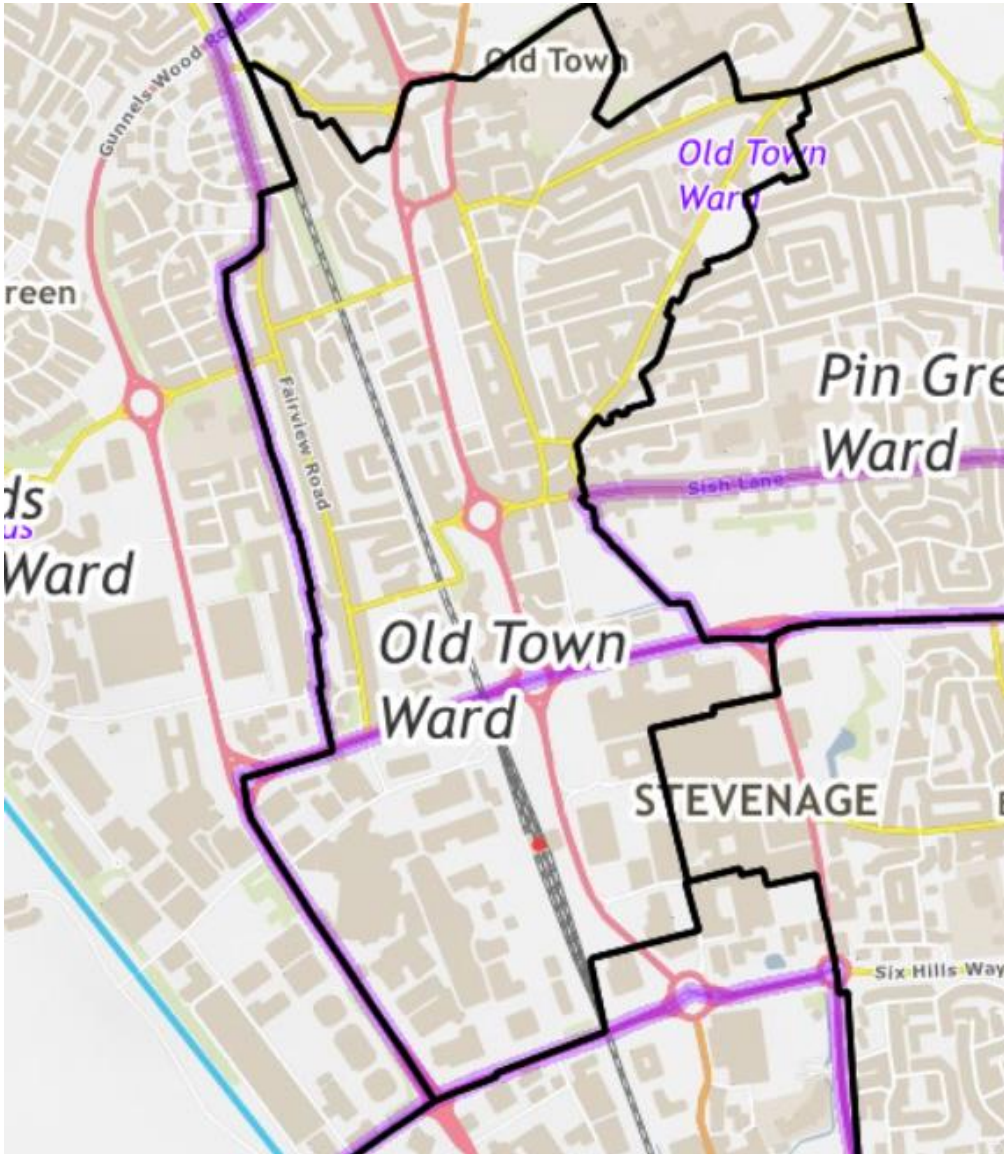 Gunnels Wood Road
Old Town
Old Town
Ward
reen
Pin Gre
Ward
Fairview Road
Sish Lane
ds
us
Ward
Old Town
Ward
STEVENAGE
Six Hills Way